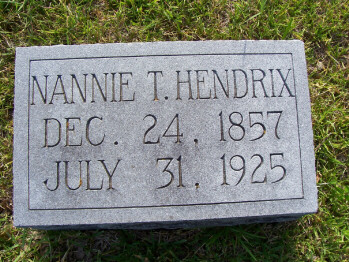 NANNIE T. HENDRIX
DEC. 24, 1857
JULY 31, 1925